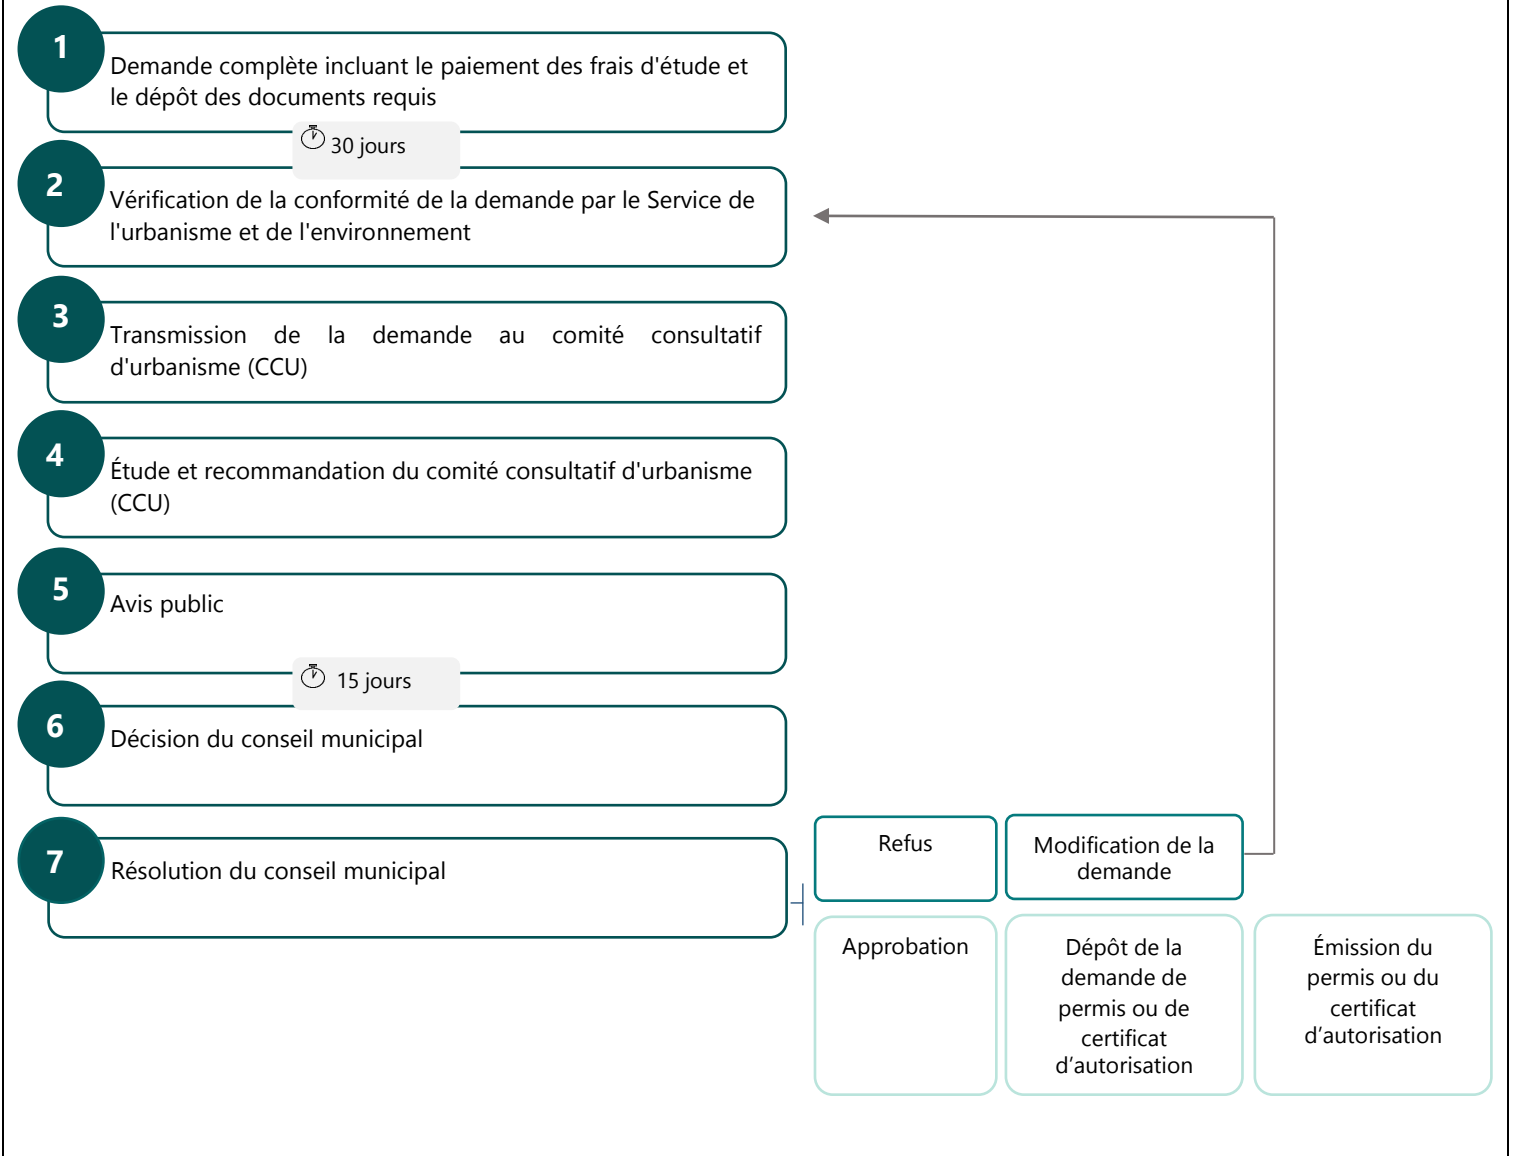 1
Demande complète incluant le paiement des frais d'étude et
le dépôt des documents requis
30 jours
2
Vérification de la conformité de la demande par le Service de
l'urbanisme et de l'environnement
3
Transmission de la demande au comité consultatif
d'urbanisme (CCU)
4
Étude et recommandation du comité consultatif d'urbanisme
(CCU)
5
Avis public
15 jours
6
Décision du conseil municipal
7
Résolution du conseil municipal
Refus
Modification de la
demande
Approbation
Dépôt de la
demande de
permis ou de
certificat
d’autorisation
Émission du
permis ou du
certificat
d’autorisation